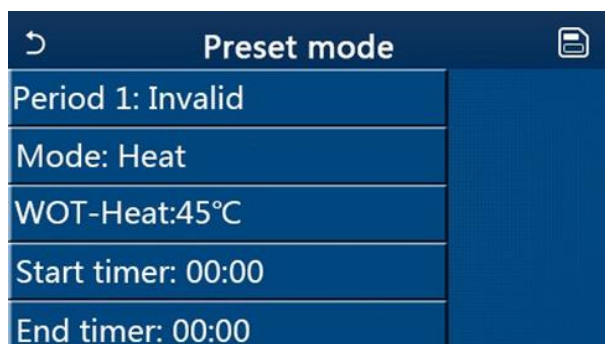 Preset mode
Period 1: Invalid
Mode: Heat
WOT-Heat:45℃
Start timer: 00:00
End timer: 00:00